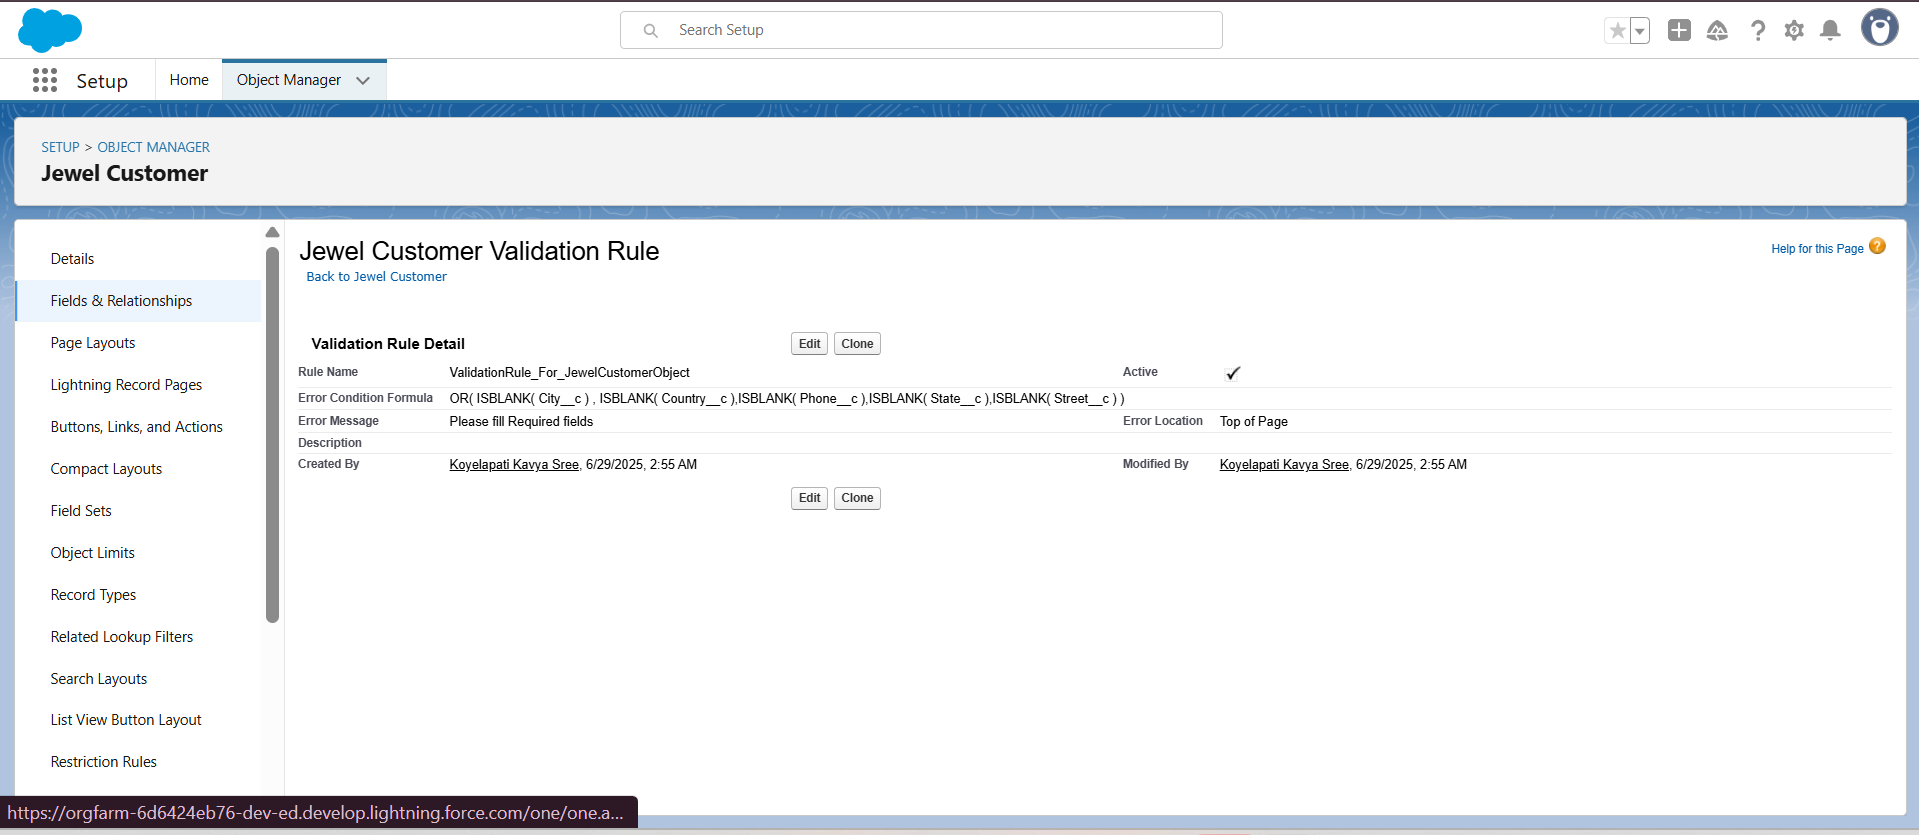 Search Setup
Setup
Home
Object Manager
SETUP > OBJECT MANAGER
Jewel Customer
Details
Fields & Relationships
Page Layouts
Lightning Record Pages
Buttons, Links, and Actions
Compact Layouts
Field Sets
Object Limits
Record Types
Related Lookup Filters
Search Layouts
List View Button Layout
Restriction Rules
Jewel Customer Validation Rule
Back to Jewel Customer
Help for this Page ?
Validation Rule Detail
Edit Clone
Rule Name ValidationRule_For_JewelCustomerObject Active
Error Condition Formula OR( ISBLANK( City__c ) , ISBLANK( Country__c ),ISBLANK( Phone__c ),ISBLANK( State__c ),ISBLANK( Street__c ) )
Error Message Please fill Required fields Error Location Top of Page
Description
Created By Koyelapati Kavya Sree, 6/29/2025, 2:55 AM Modified By Koyelapati Kavya Sree, 6/29/2025, 2:55 AM
Edit Clone
https://orgfarm-6d6424eb76-dev-ed.develop.lightning.force.com/one/one.a...